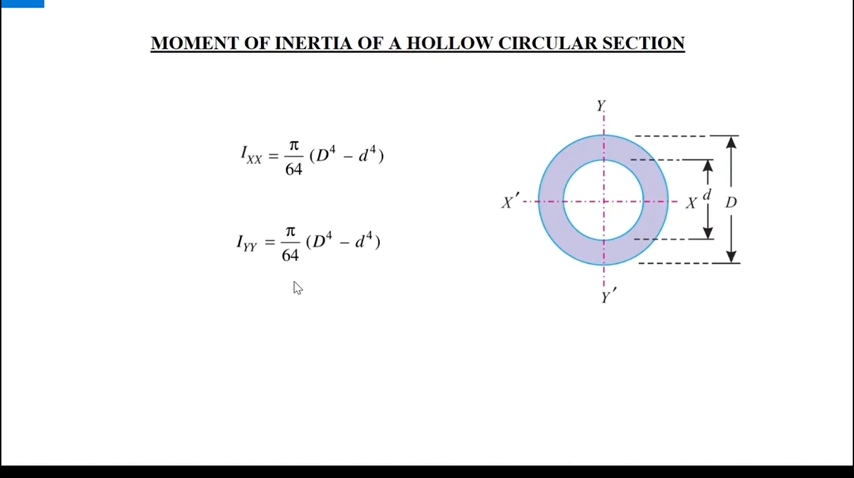 MOMENT OF INERTIA OF A HOLLOW CIRCULAR SECTION
I_XX = π/64 (D⁴ – d⁴)
I_YY = π/64 (D⁴ – d⁴)
Y
X′ X d D
Y′